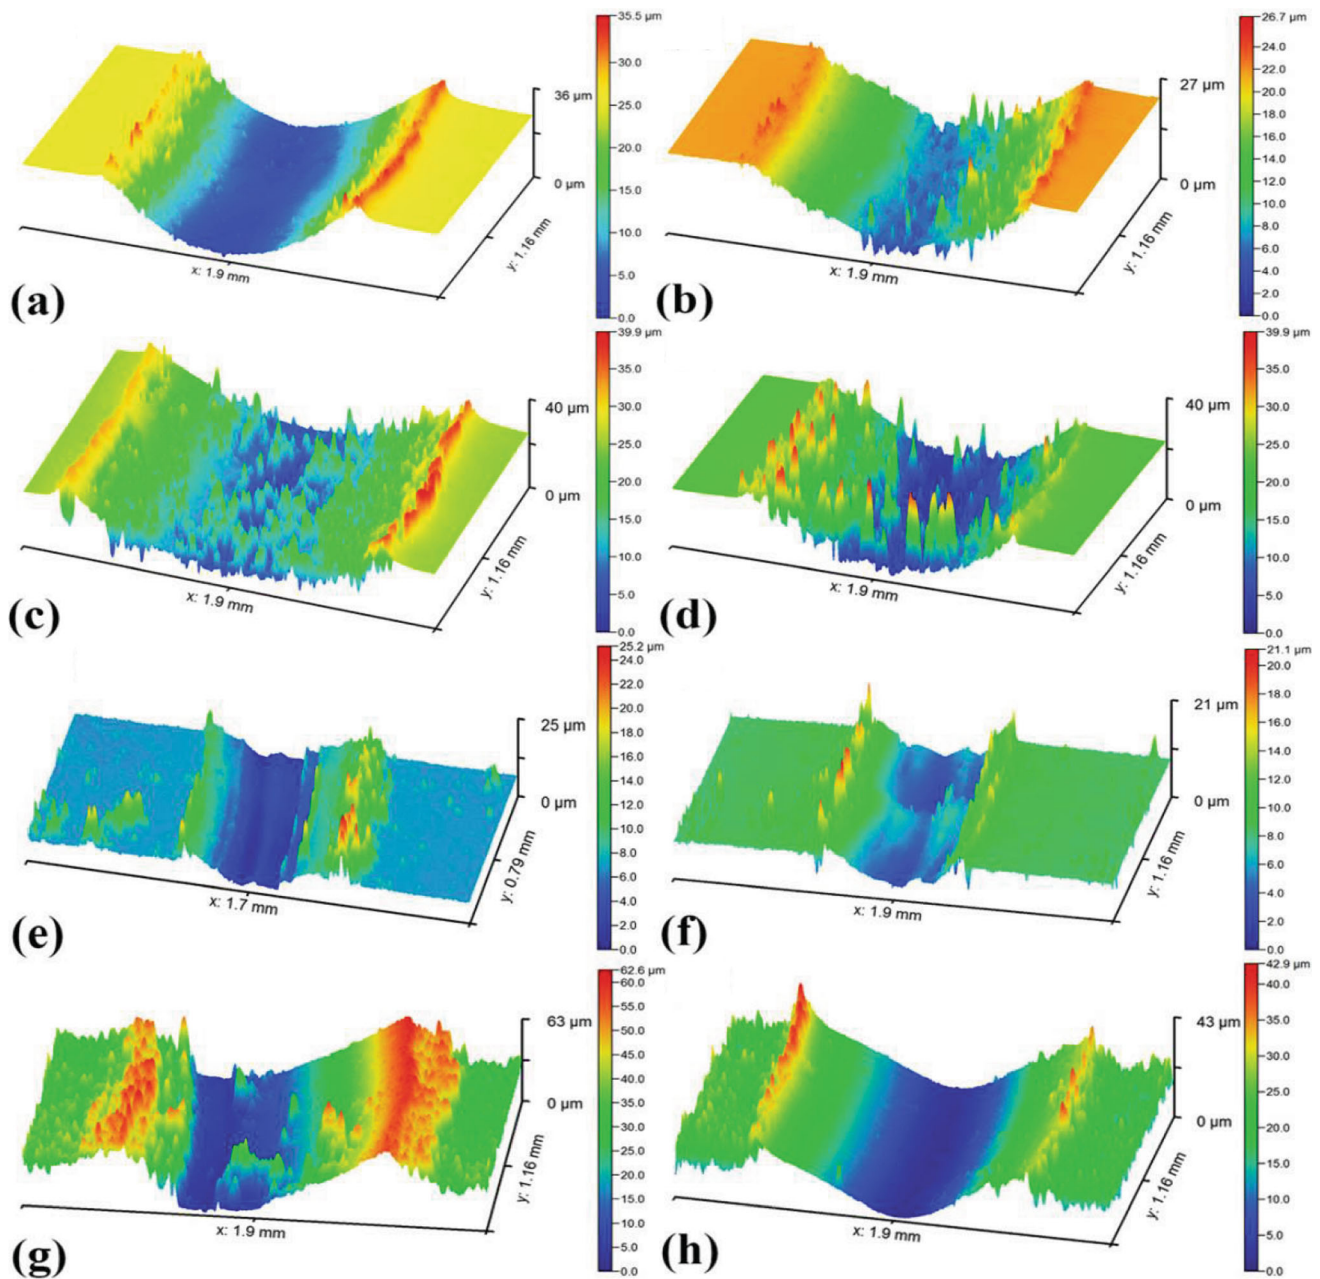 35.5 µm
30.0
25.0
20.0
15.0
10.0
5.0
0.0
36 µm
0 µm
y: 1.16 mm
x: 1.9 mm
(a)
26.7 µm
24.0
22.0
20.0
18.0
16.0
14.0
12.0
10.0
8.0
6.0
4.0
2.0
0.0
27 µm
0 µm
y: 1.16 mm
x: 1.9 mm
(b)
39.9 µm
35.0
30.0
25.0
20.0
15.0
10.0
5.0
0.0
40 µm
0 µm
y: 1.16 mm
x: 1.9 mm
(c)
39.9 µm
35.0
30.0
25.0
20.0
15.0
10.0
5.0
0.0
40 µm
0 µm
y: 1.16 mm
x: 1.9 mm
(d)
25.2 µm
24.0
22.0
20.0
18.0
16.0
14.0
12.0
10.0
8.0
6.0
4.0
2.0
0.0
25 µm
0 µm
y: 0.79 mm
x: 1.7 mm
(e)
21.1 µm
20.0
18.0
16.0
14.0
12.0
10.0
8.0
6.0
4.0
2.0
0.0
21 µm
0 µm
y: 1.16 mm
x: 1.9 mm
(f)
62.6 µm
60.0
55.0
50.0
45.0
40.0
35.0
30.0
25.0
20.0
15.0
10.0
5.0
0.0
63 µm
0 µm
y: 1.16 mm
x: 1.9 mm
(g)
42.9 µm
40.0
35.0
30.0
25.0
20.0
15.0
10.0
5.0
0.0
43 µm
0 µm
y: 1.16 mm
x: 1.9 mm
(h)